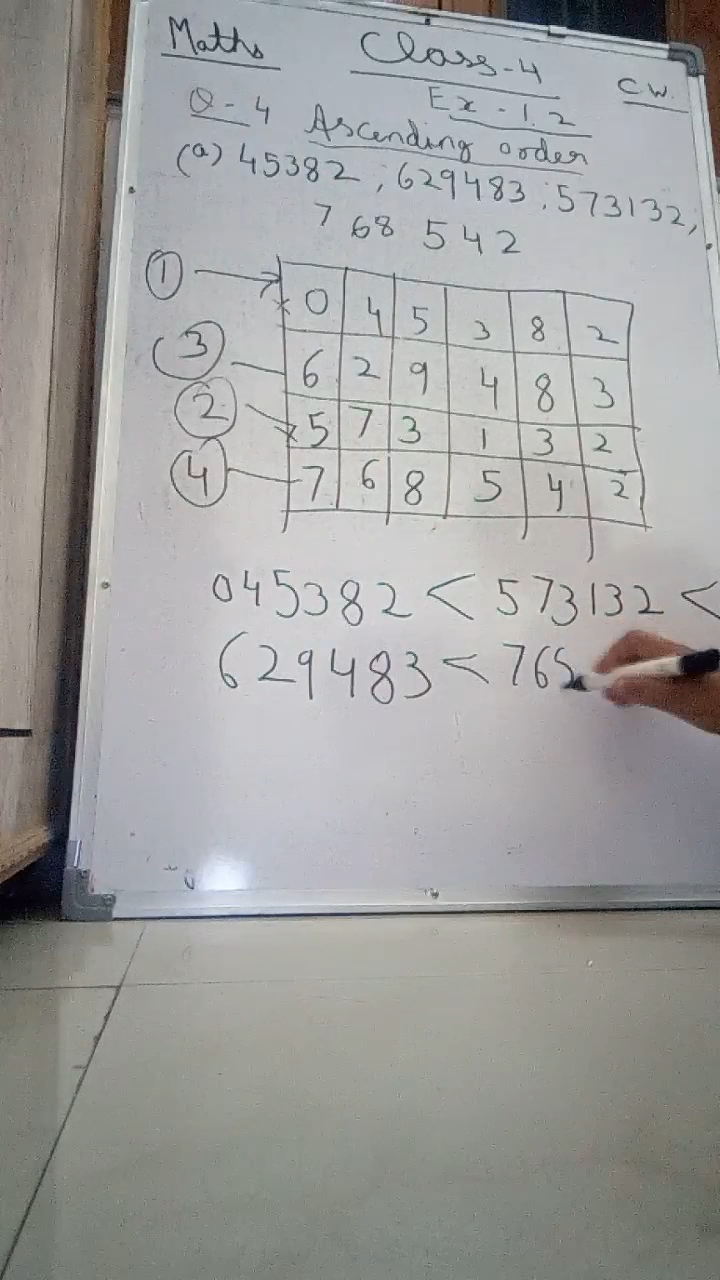 Maths Class-4 C.W.
Ex-1.2
Q-4 Ascending order
(a) 45382, 629483, 573132,
768542
① 0 4 5 3 8 2
③ 6 2 9 4 8 3
② 5 7 3 1 3 2
④ 7 6 8 5 4 2
045382 < 573132 <
629483 < 76